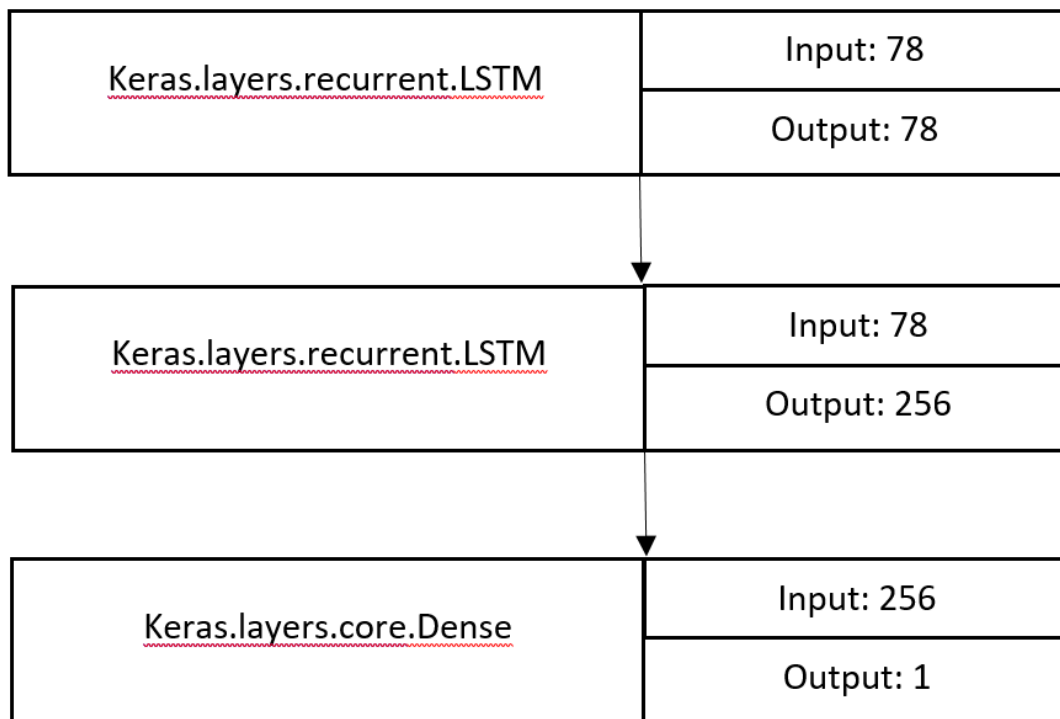 Keras.layers.recurrent.LSTM
Input: 78
Output: 78
Keras.layers.recurrent.LSTM
Input: 78
Output: 256
Keras.layers.core.Dense
Input: 256
Output: 1